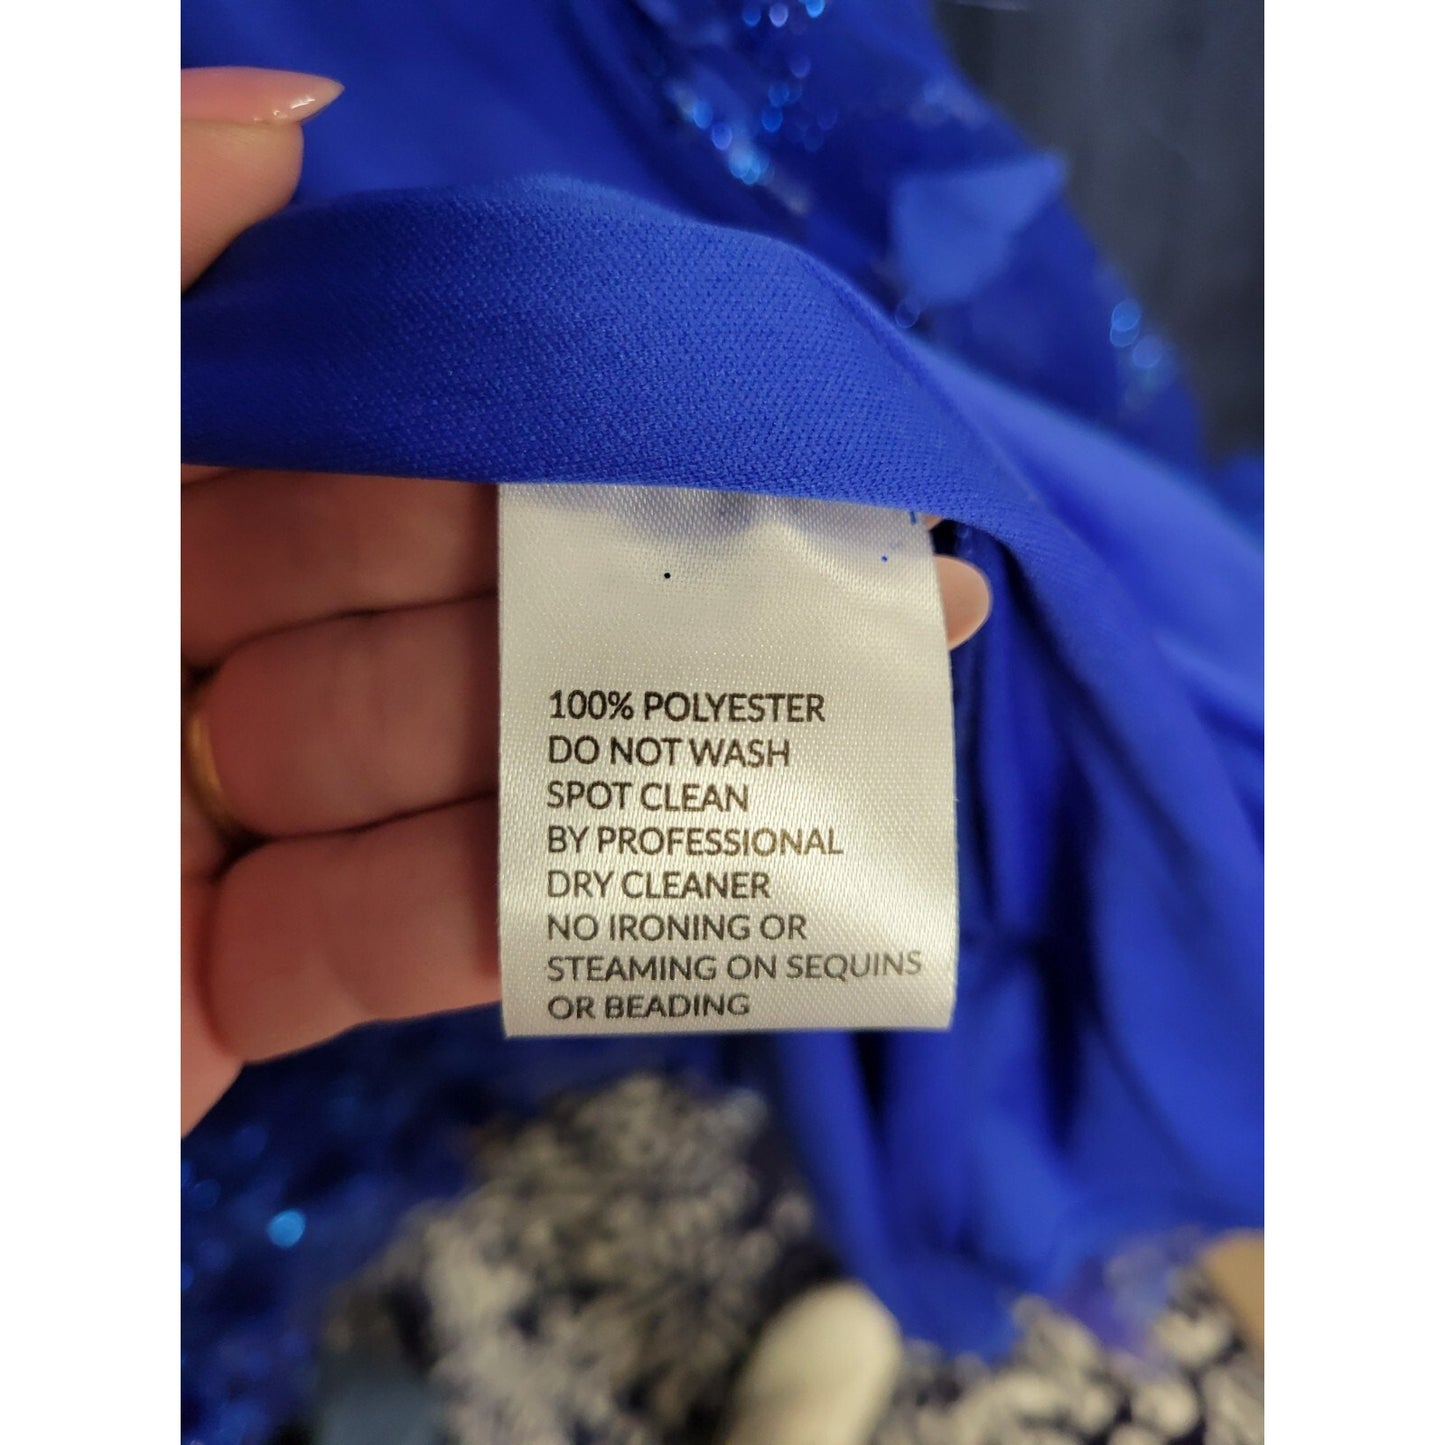 100% POLYESTER
DO NOT WASH
SPOT CLEAN
BY PROFESSIONAL
DRY CLEANER
NO IRONING OR
STEAMING ON SEQUINS
OR BEADING